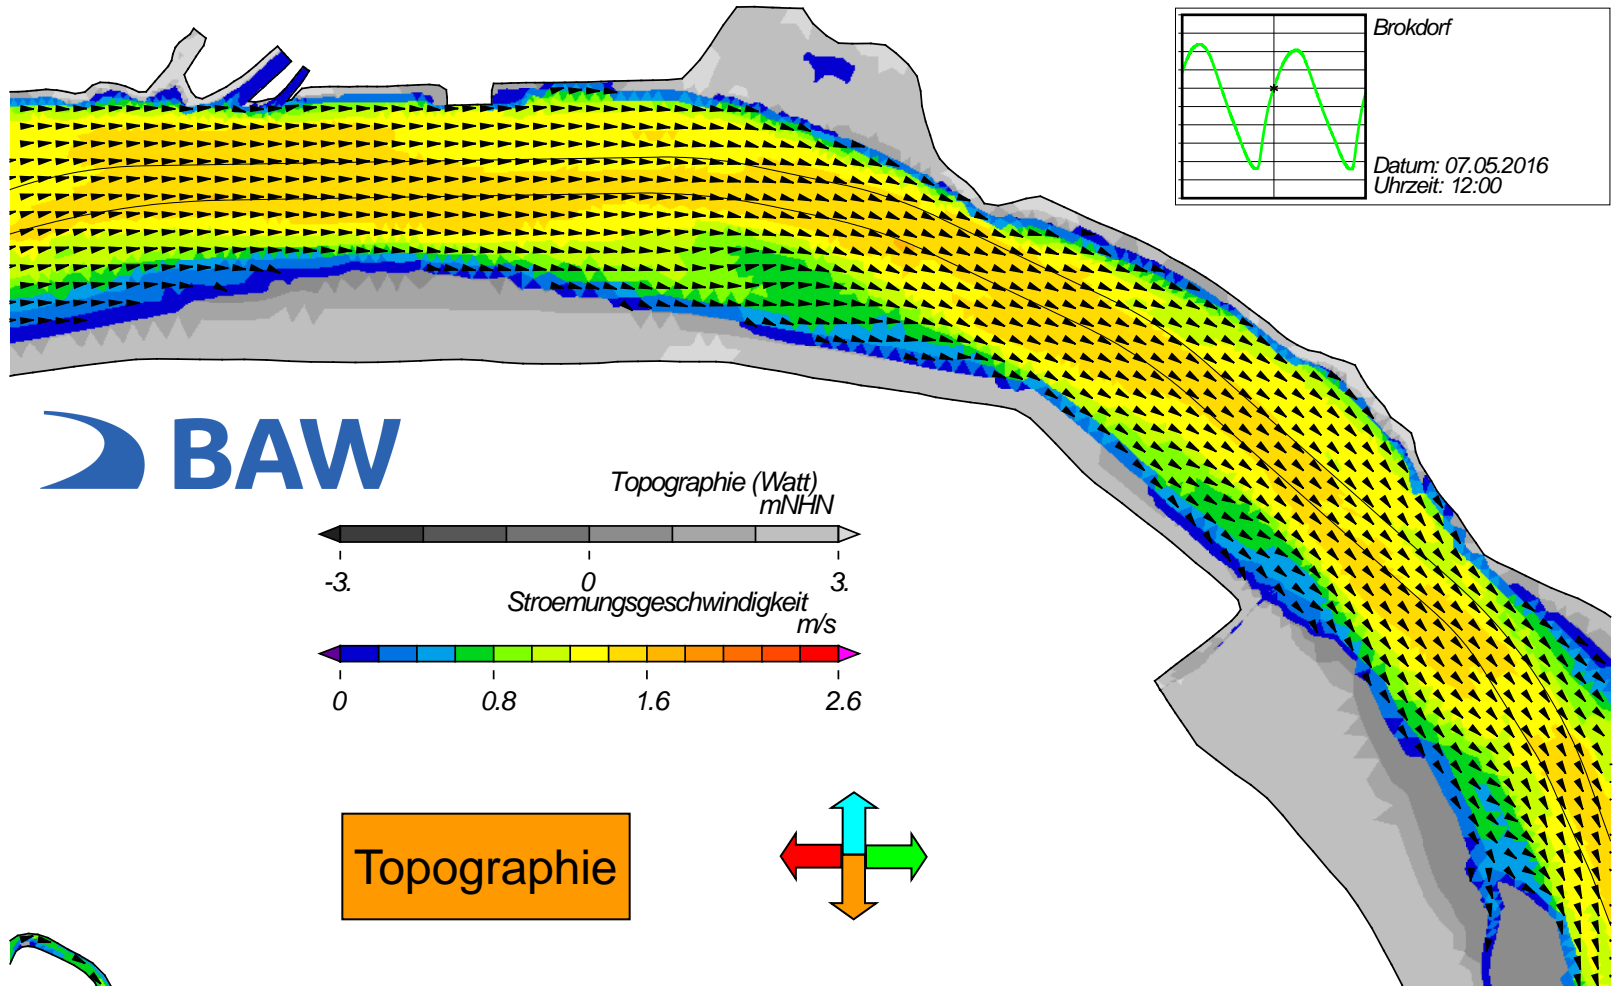 Brokdorf
Datum: 07.05.2016
Uhrzeit: 12:00
BAW
Topographie (Watt)
mNHN
-3. 0 3.
Stroemungsgeschwindigkeit
m/s
0 0.8 1.6 2.6
Topographie